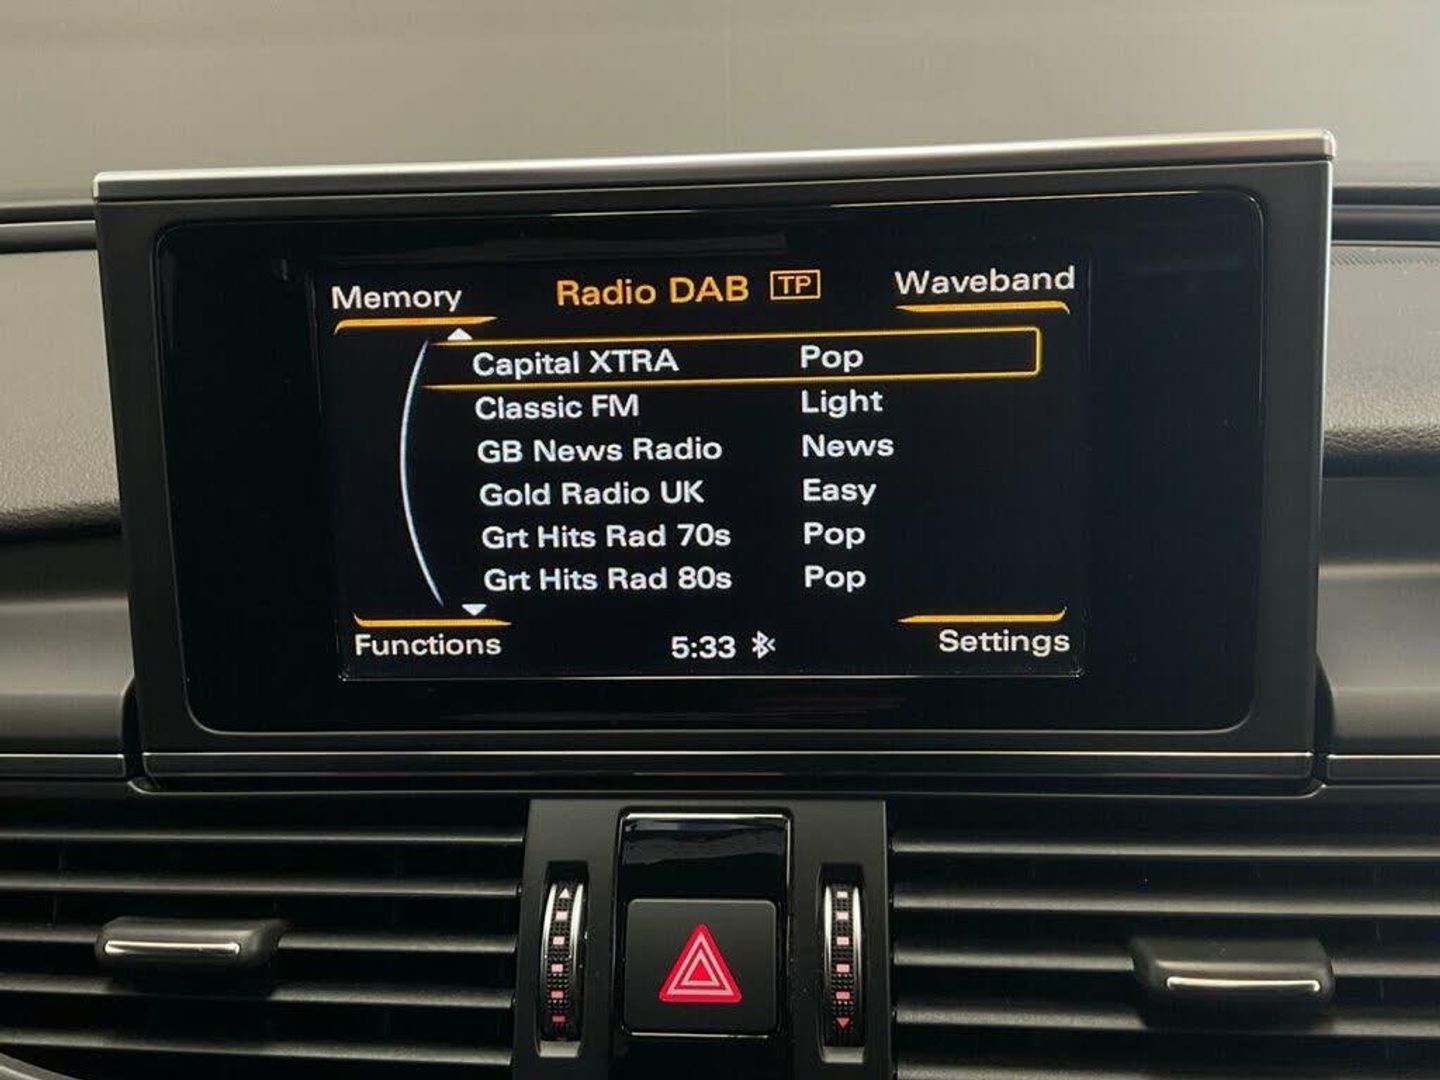 Memory Radio DAB TP Waveband
Capital XTRA Pop
Classic FM Light
GB News Radio News
Gold Radio UK Easy
Grt Hits Rad 70s Pop
Grt Hits Rad 80s Pop
Functions 5:33 Settings